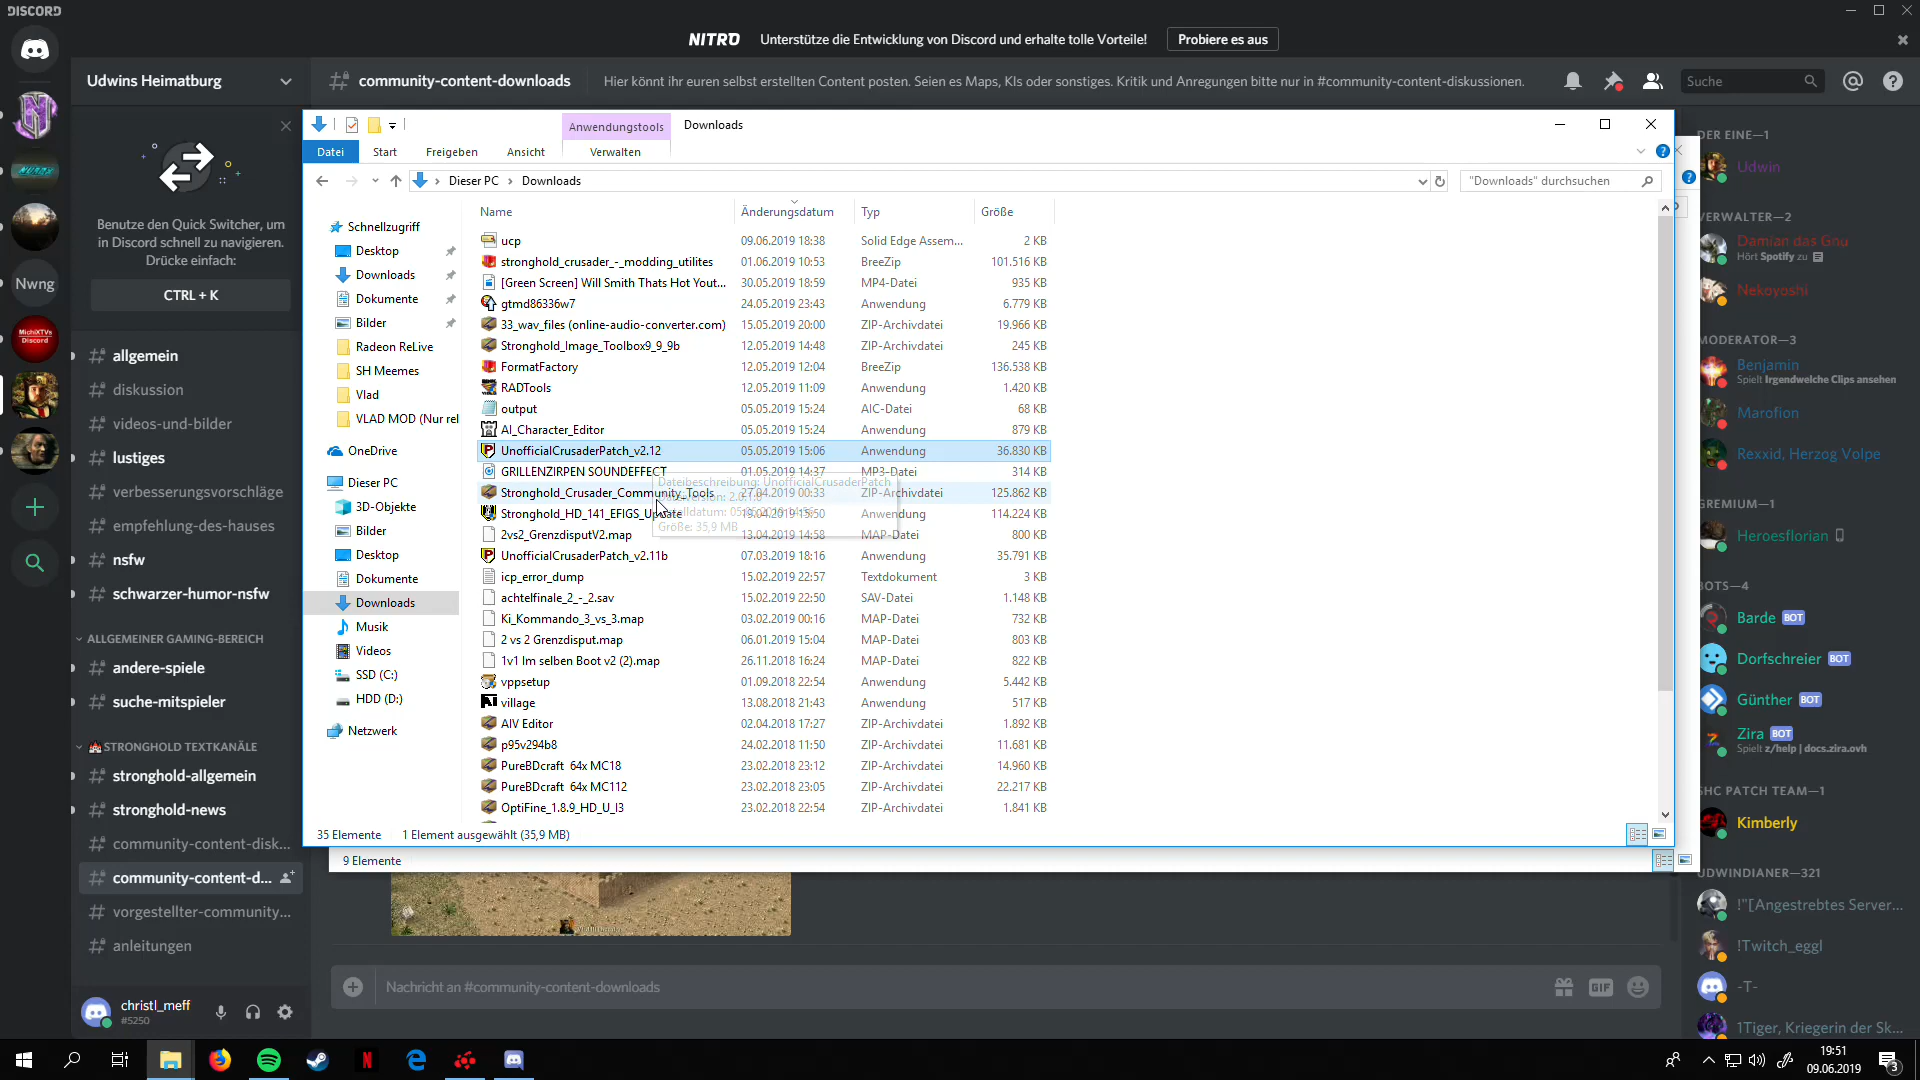 DISCORD
NITRO Unterstütze die Entwicklung von Discord und erhalte tolle Vorteile! Probiere es aus
Udwins Heimatburg
community-content-downloads
Hier könnt ihr euren selbst erstellten Content posten. Seien es Maps, KIs oder sonstiges. Kritik und Anregungen bitte nur in #community-content-diskussionen.
Suche
Benutze den Quick Switcher, um
in Discord schnell zu navigieren.
Drücke einfach:
CTRL + K
Nwng
MichiXTVs
Discord
allgemein
diskussion
videos-und-bilder
lustiges
verbesserungsvorschläge
empfehlung-des-hauses
nsfw
schwarzer-humor-nsfw
ALLGEMEINER GAMING-BEREICH
andere-spiele
suche-mitspieler
STRONGHOLD TEXTKANÄLE
stronghold-allgemein
stronghold-news
community-content-disk...
community-content-d...
vorgestellter-community...
anleitungen
christl_meff
#5250
Anwendungstools
Downloads
Datei
Start
Freigeben
Ansicht
Verwalten
Dieser PC
Downloads
"Downloads" durchsuchen
Schnellzugriff
Desktop
Downloads
Dokumente
Bilder
Radeon ReLive
SH Meemes
Vlad
VLAD MOD (Nur rel
OneDrive
Dieser PC
3D-Objekte
Bilder
Desktop
Dokumente
Downloads
Musik
Videos
SSD (C:)
HDD (D:)
Netzwerk
Name Änderungsdatum Typ Größe
ucp 09.06.2019 18:38 Solid Edge Assem... 2 KB
stronghold_crusader_-_modding_utilites 01.06.2019 10:53 BreeZip 101.516 KB
[Green Screen] Will Smith Thats Hot Yout... 30.05.2019 18:59 MP4-Datei 935 KB
gtmd86336w7 24.05.2019 23:43 Anwendung 6.779 KB
33_wav_files (online-audio-converter.com) 15.05.2019 20:00 ZIP-Archivdatei 19.966 KB
Stronghold_Image_Toolbox9_9_9b 12.05.2019 14:48 ZIP-Archivdatei 245 KB
FormatFactory 12.05.2019 12:04 BreeZip 136.538 KB
RADTools 12.05.2019 11:09 Anwendung 1.420 KB
output 05.05.2019 15:24 AIC-Datei 68 KB
AI_Character_Editor 05.05.2019 15:24 Anwendung 879 KB
UnofficialCrusaderPatch_v2.12 05.05.2019 15:06 Anwendung 36.830 KB
GRILLENZIRPEN SOUNDEFFECT 01.05.2019 14:37 MP3-Datei 314 KB
Dateibeschreibung: UnofficialCrusaderPatch
Stronghold_Crusader_Community_Tools 27.04.2019 00:33 ZIP-Archivdatei 125.862 KB
Stronghold_HD_141_EFIGS_Update 19.04.2019 15:50 Anwendung 114.224 KB
Größe: 35,9 MB
2vs2_GrenzdisputV2.map 13.04.2019 14:58 MAP-Datei 800 KB
UnofficialCrusaderPatch_v2.11b 07.03.2019 18:16 Anwendung 35.791 KB
icp_error_dump 15.02.2019 22:57 Textdokument 3 KB
achtelfinale_2_-_2.sav 15.02.2019 22:50 SAV-Datei 1.148 KB
Ki_Kommando_3_vs_3.map 03.02.2019 00:16 MAP-Datei 732 KB
2 vs 2 Grenzdisput.map 06.01.2019 15:04 MAP-Datei 803 KB
1v1 Im selben Boot v2 (2).map 26.11.2018 16:24 MAP-Datei 822 KB
vppsetup 01.09.2018 22:54 Anwendung 5.442 KB
village 13.08.2018 21:43 Anwendung 517 KB
AIV Editor 02.04.2018 17:27 ZIP-Archivdatei 1.892 KB
p95v294b8 24.02.2018 11:50 ZIP-Archivdatei 11.681 KB
PureBDcraft 64x MC18 23.02.2018 23:12 ZIP-Archivdatei 14.960 KB
PureBDcraft 64x MC112 23.02.2018 23:05 ZIP-Archivdatei 22.217 KB
OptiFine_1.8.9_HD_U_I3 23.02.2018 22:54 ZIP-Archivdatei 1.841 KB
35 Elemente 1 Element ausgewählt (35,9 MB)
9 Elemente
Nachricht an #community-content-downloads
GIF
DER EINE—1
Udwin
VERWALTER—2
Damian das Gnu
Hört Spotify zu
Nekoyoshi
MODERATOR—3
Benjamin
Spielt Irgendwelche Clips ansehen
Marofion
Rexxid, Herzog Volpe
GREMIUM—1
Heroesflorian
BOTS—4
Barde BOT
Dorfschreier BOT
Günther BOT
Zira BOT
Spielt z/help | docs.zira.ovh
SHC PATCH TEAM—1
Kimberly
UDWINDIANER—321
!"[Angestrebtes Server...
!Twitch_eggl
-T-
1Tiger, Kriegerin der Sk...
19:51
09.06.2019
3